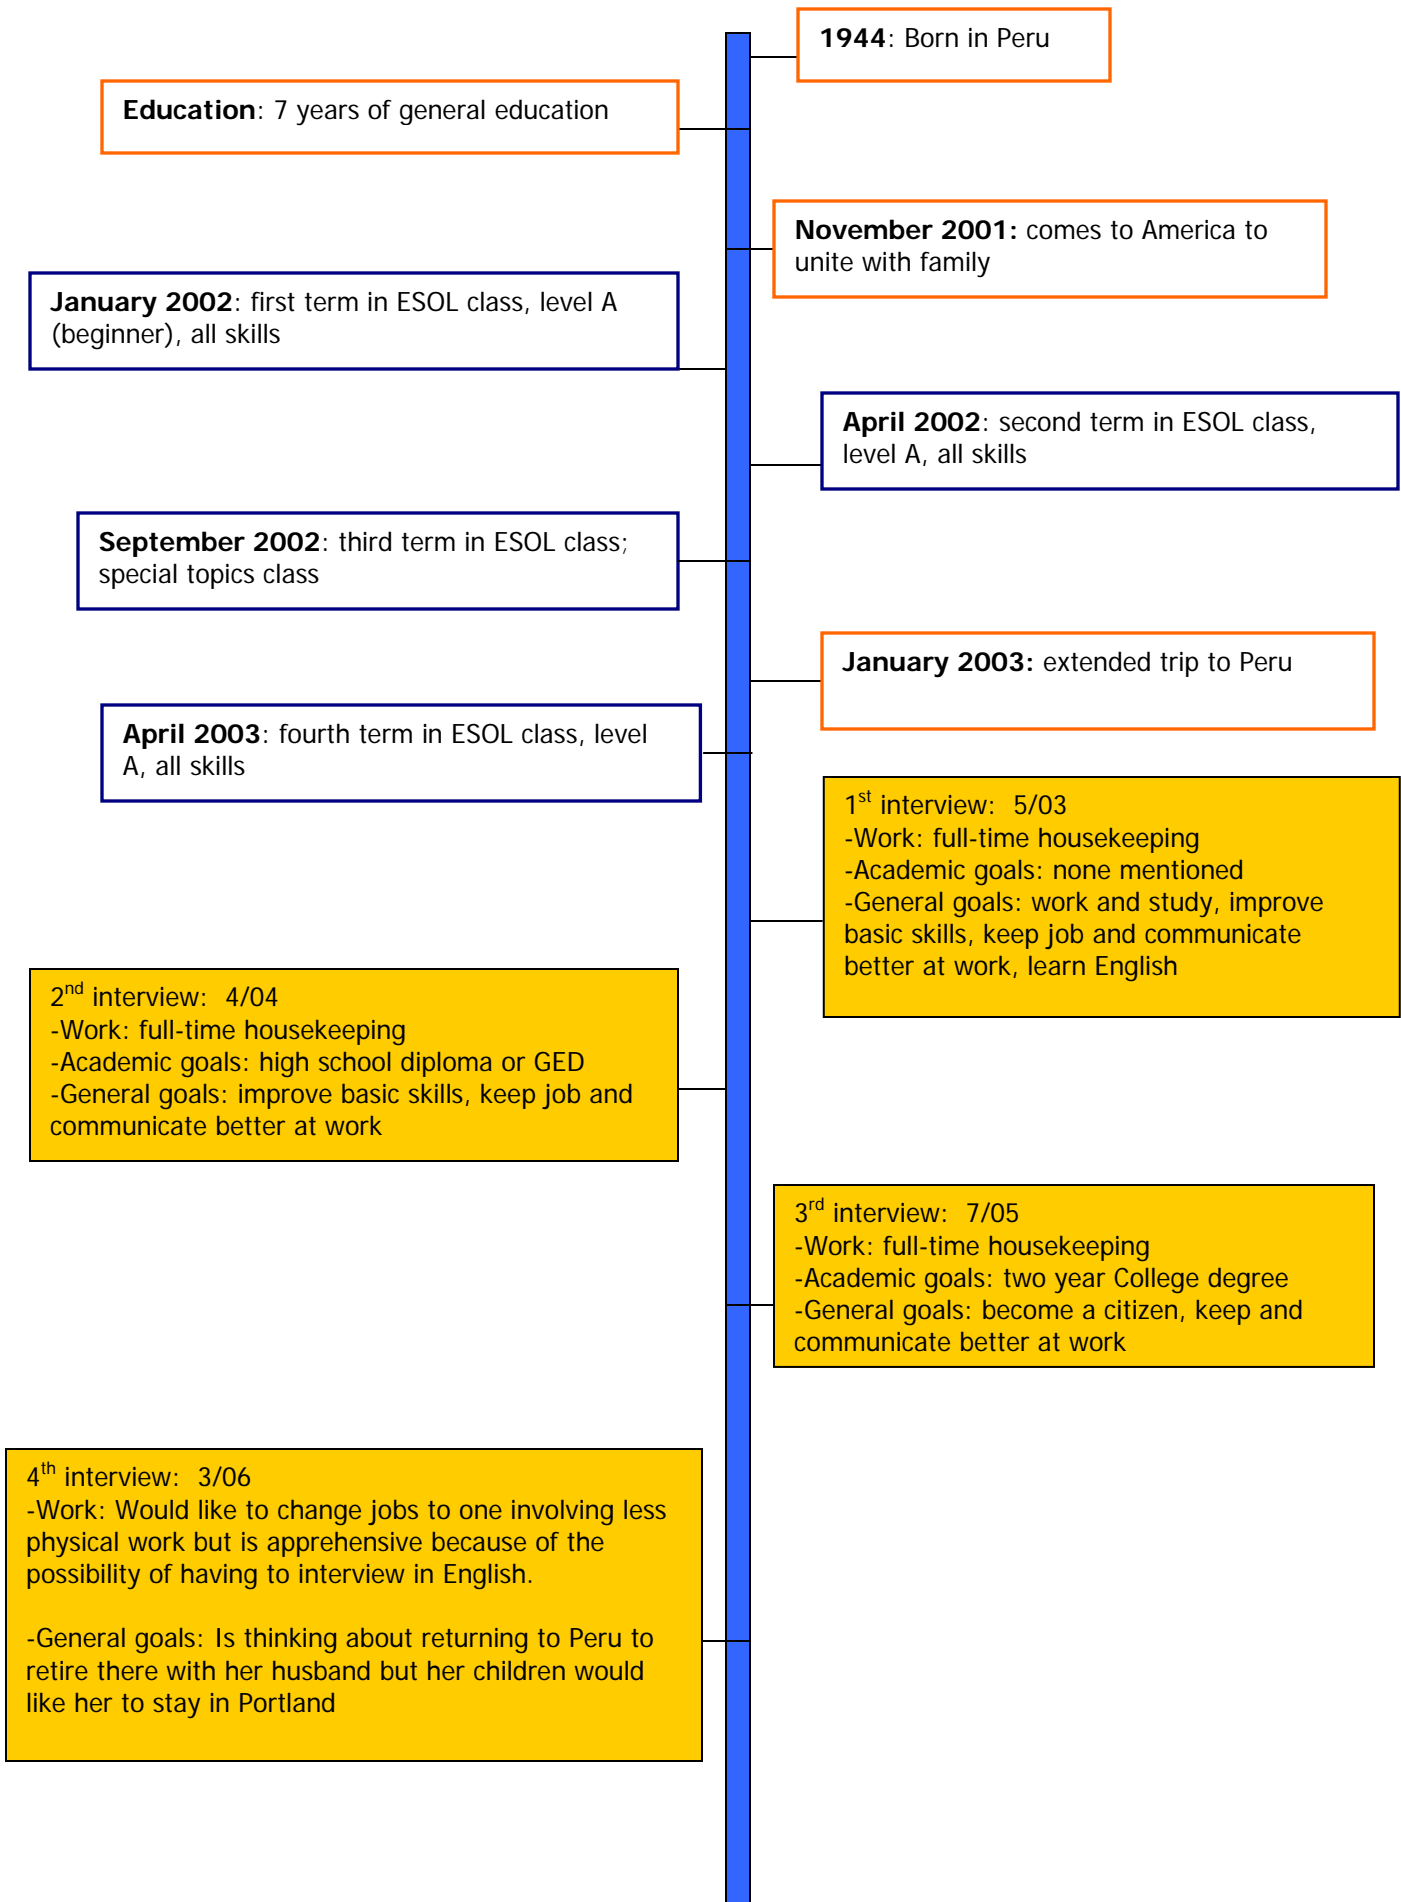 1944: Born in Peru
Education: 7 years of general education
November 2001: comes to America to
unite with family
January 2002: first term in ESOL class, level A
(beginner), all skills
April 2002: second term in ESOL class,
level A, all skills
September 2002: third term in ESOL class;
special topics class
January 2003: extended trip to Peru
April 2003: fourth term in ESOL class, level
A, all skills
1st interview: 5/03
-Work: full-time housekeeping
-Academic goals: none mentioned
-General goals: work and study, improve
basic skills, keep job and communicate
better at work, learn English
2nd interview: 4/04
-Work: full-time housekeeping
-Academic goals: high school diploma or GED
-General goals: improve basic skills, keep job and
communicate better at work
3rd interview: 7/05
-Work: full-time housekeeping
-Academic goals: two year College degree
-General goals: become a citizen, keep and
communicate better at work
4th interview: 3/06
-Work: Would like to change jobs to one involving less
physical work but is apprehensive because of the
possibility of having to interview in English.
-General goals: Is thinking about returning to Peru to
retire there with her husband but her children would
like her to stay in Portland